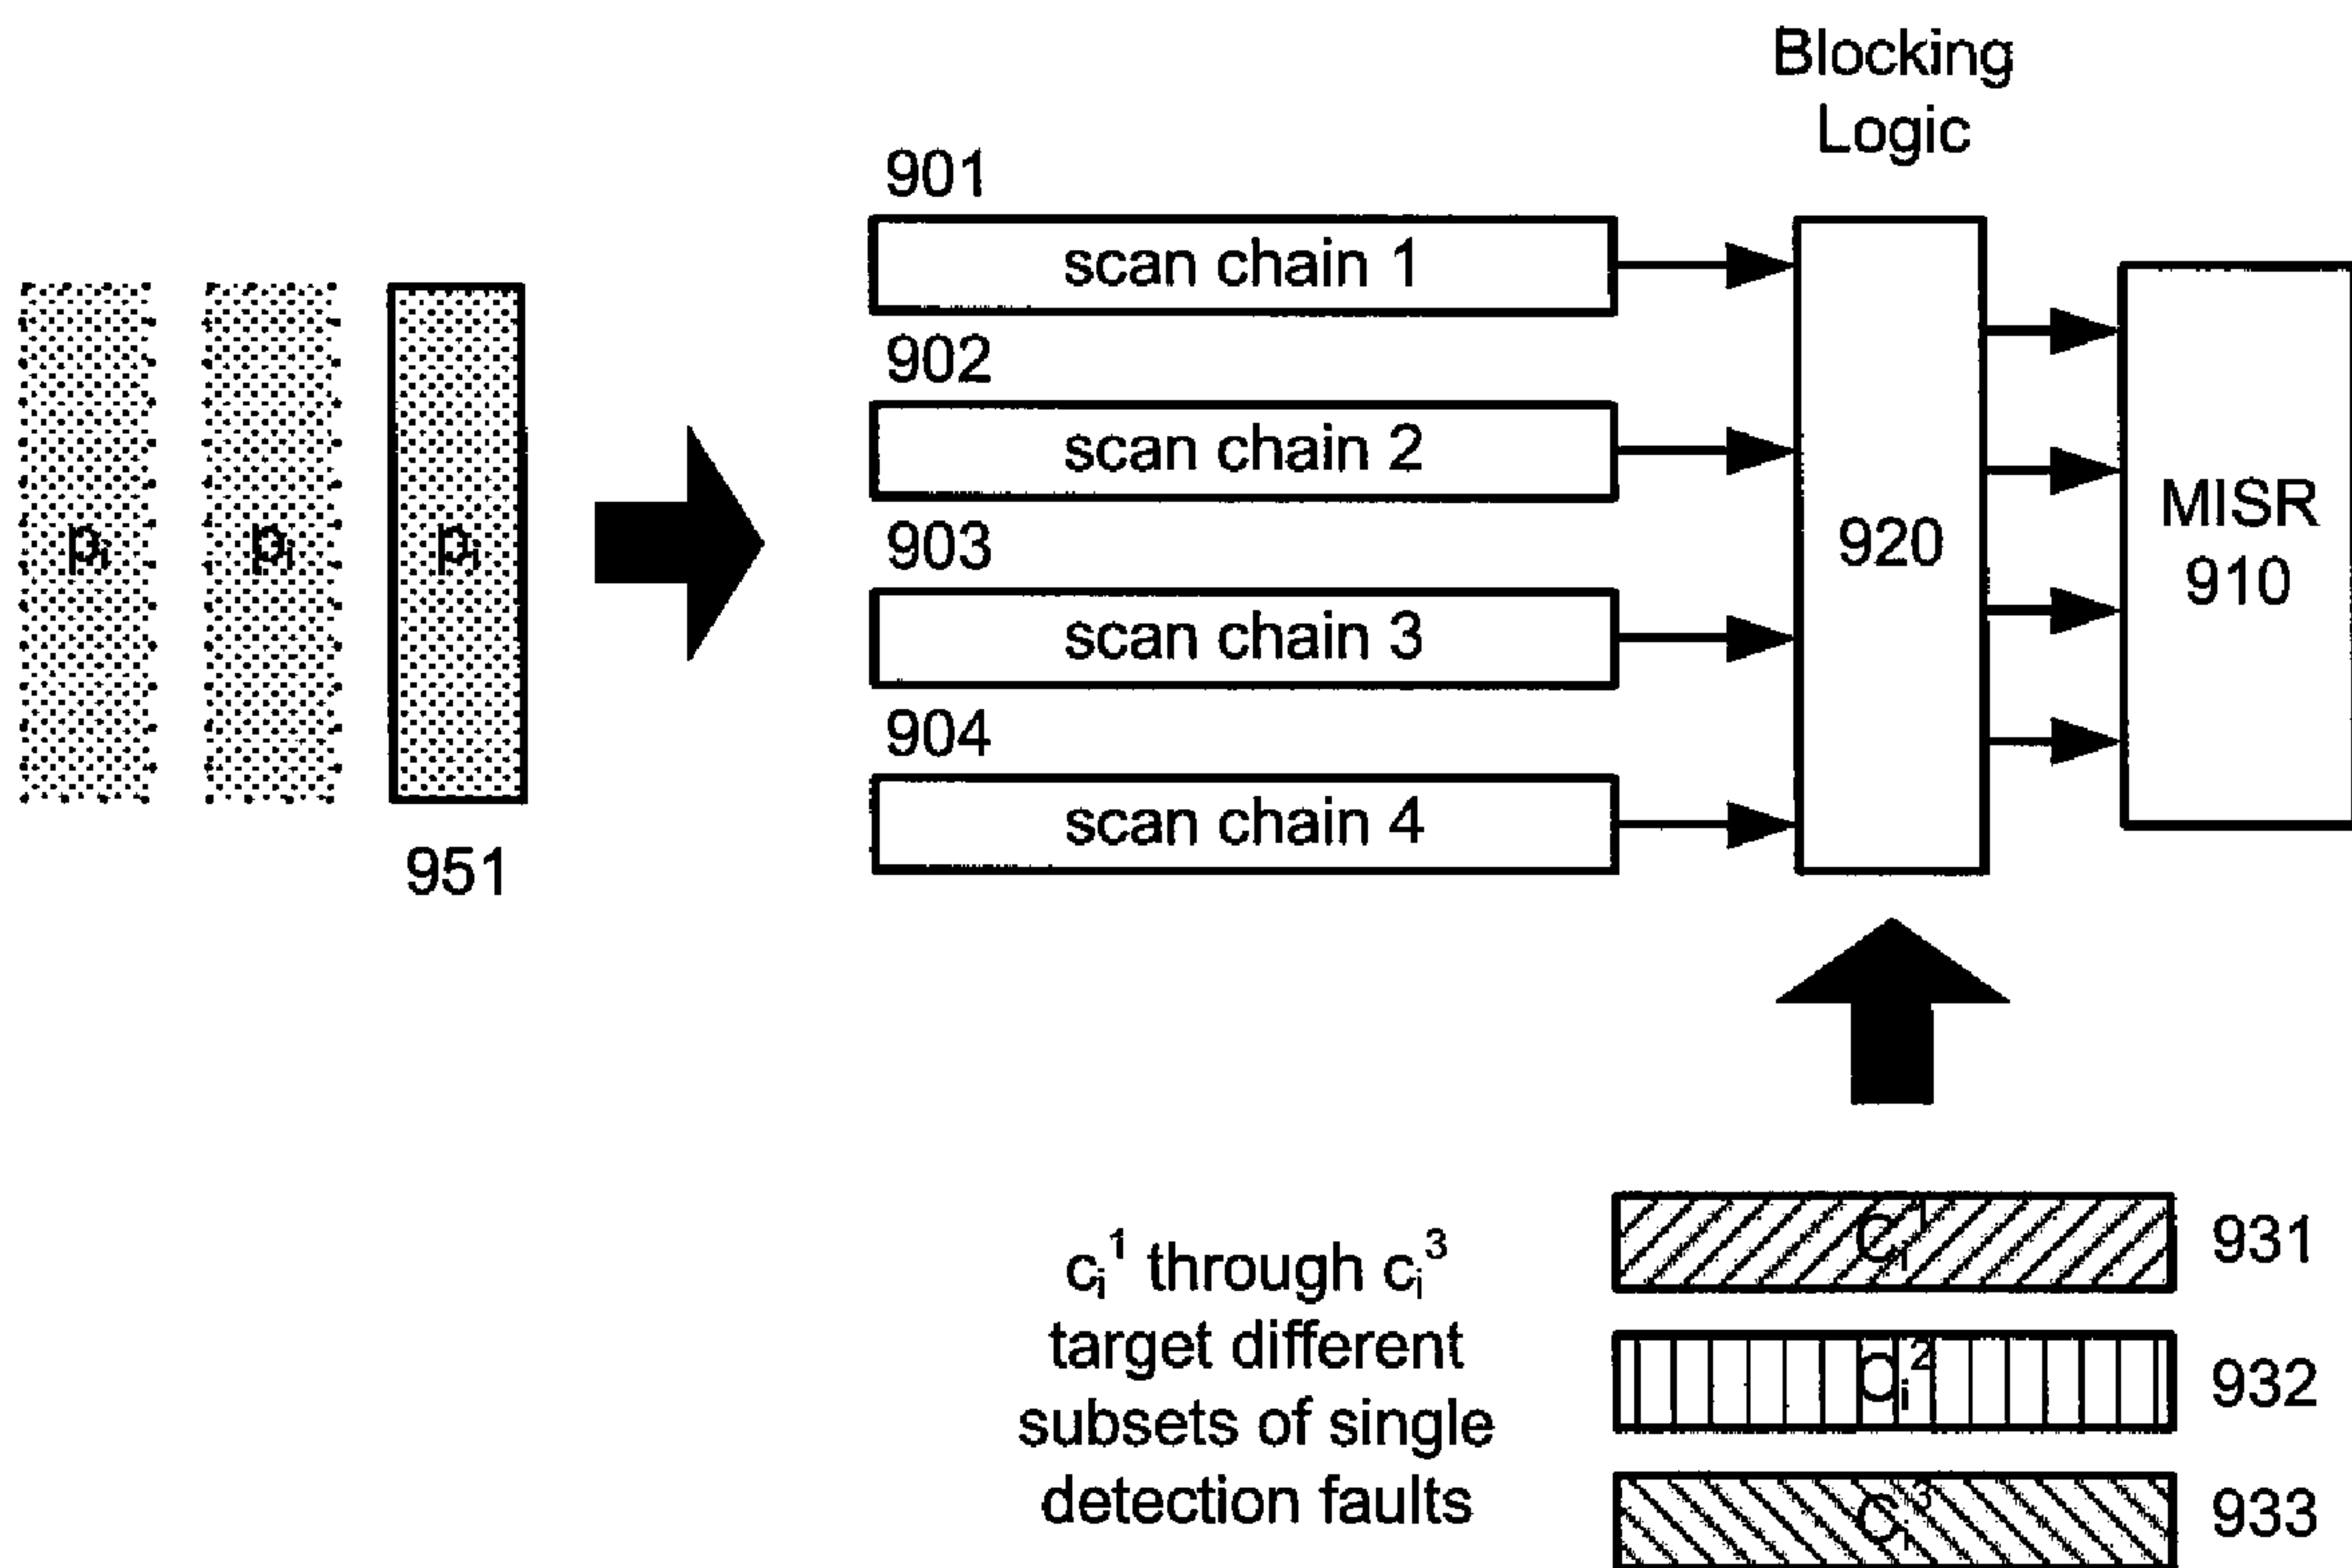 Blocking
Logic
901
scan chain 1
902
scan chain 2
903
scan chain 3
904
scan chain 4
920
MISR
910
pᵢ
pᵢ
pᵢ
951
cᵢ¹ through cᵢ³
target different
subsets of single
detection faults
cᵢ¹
931
cᵢ²
932
cᵢ³
933